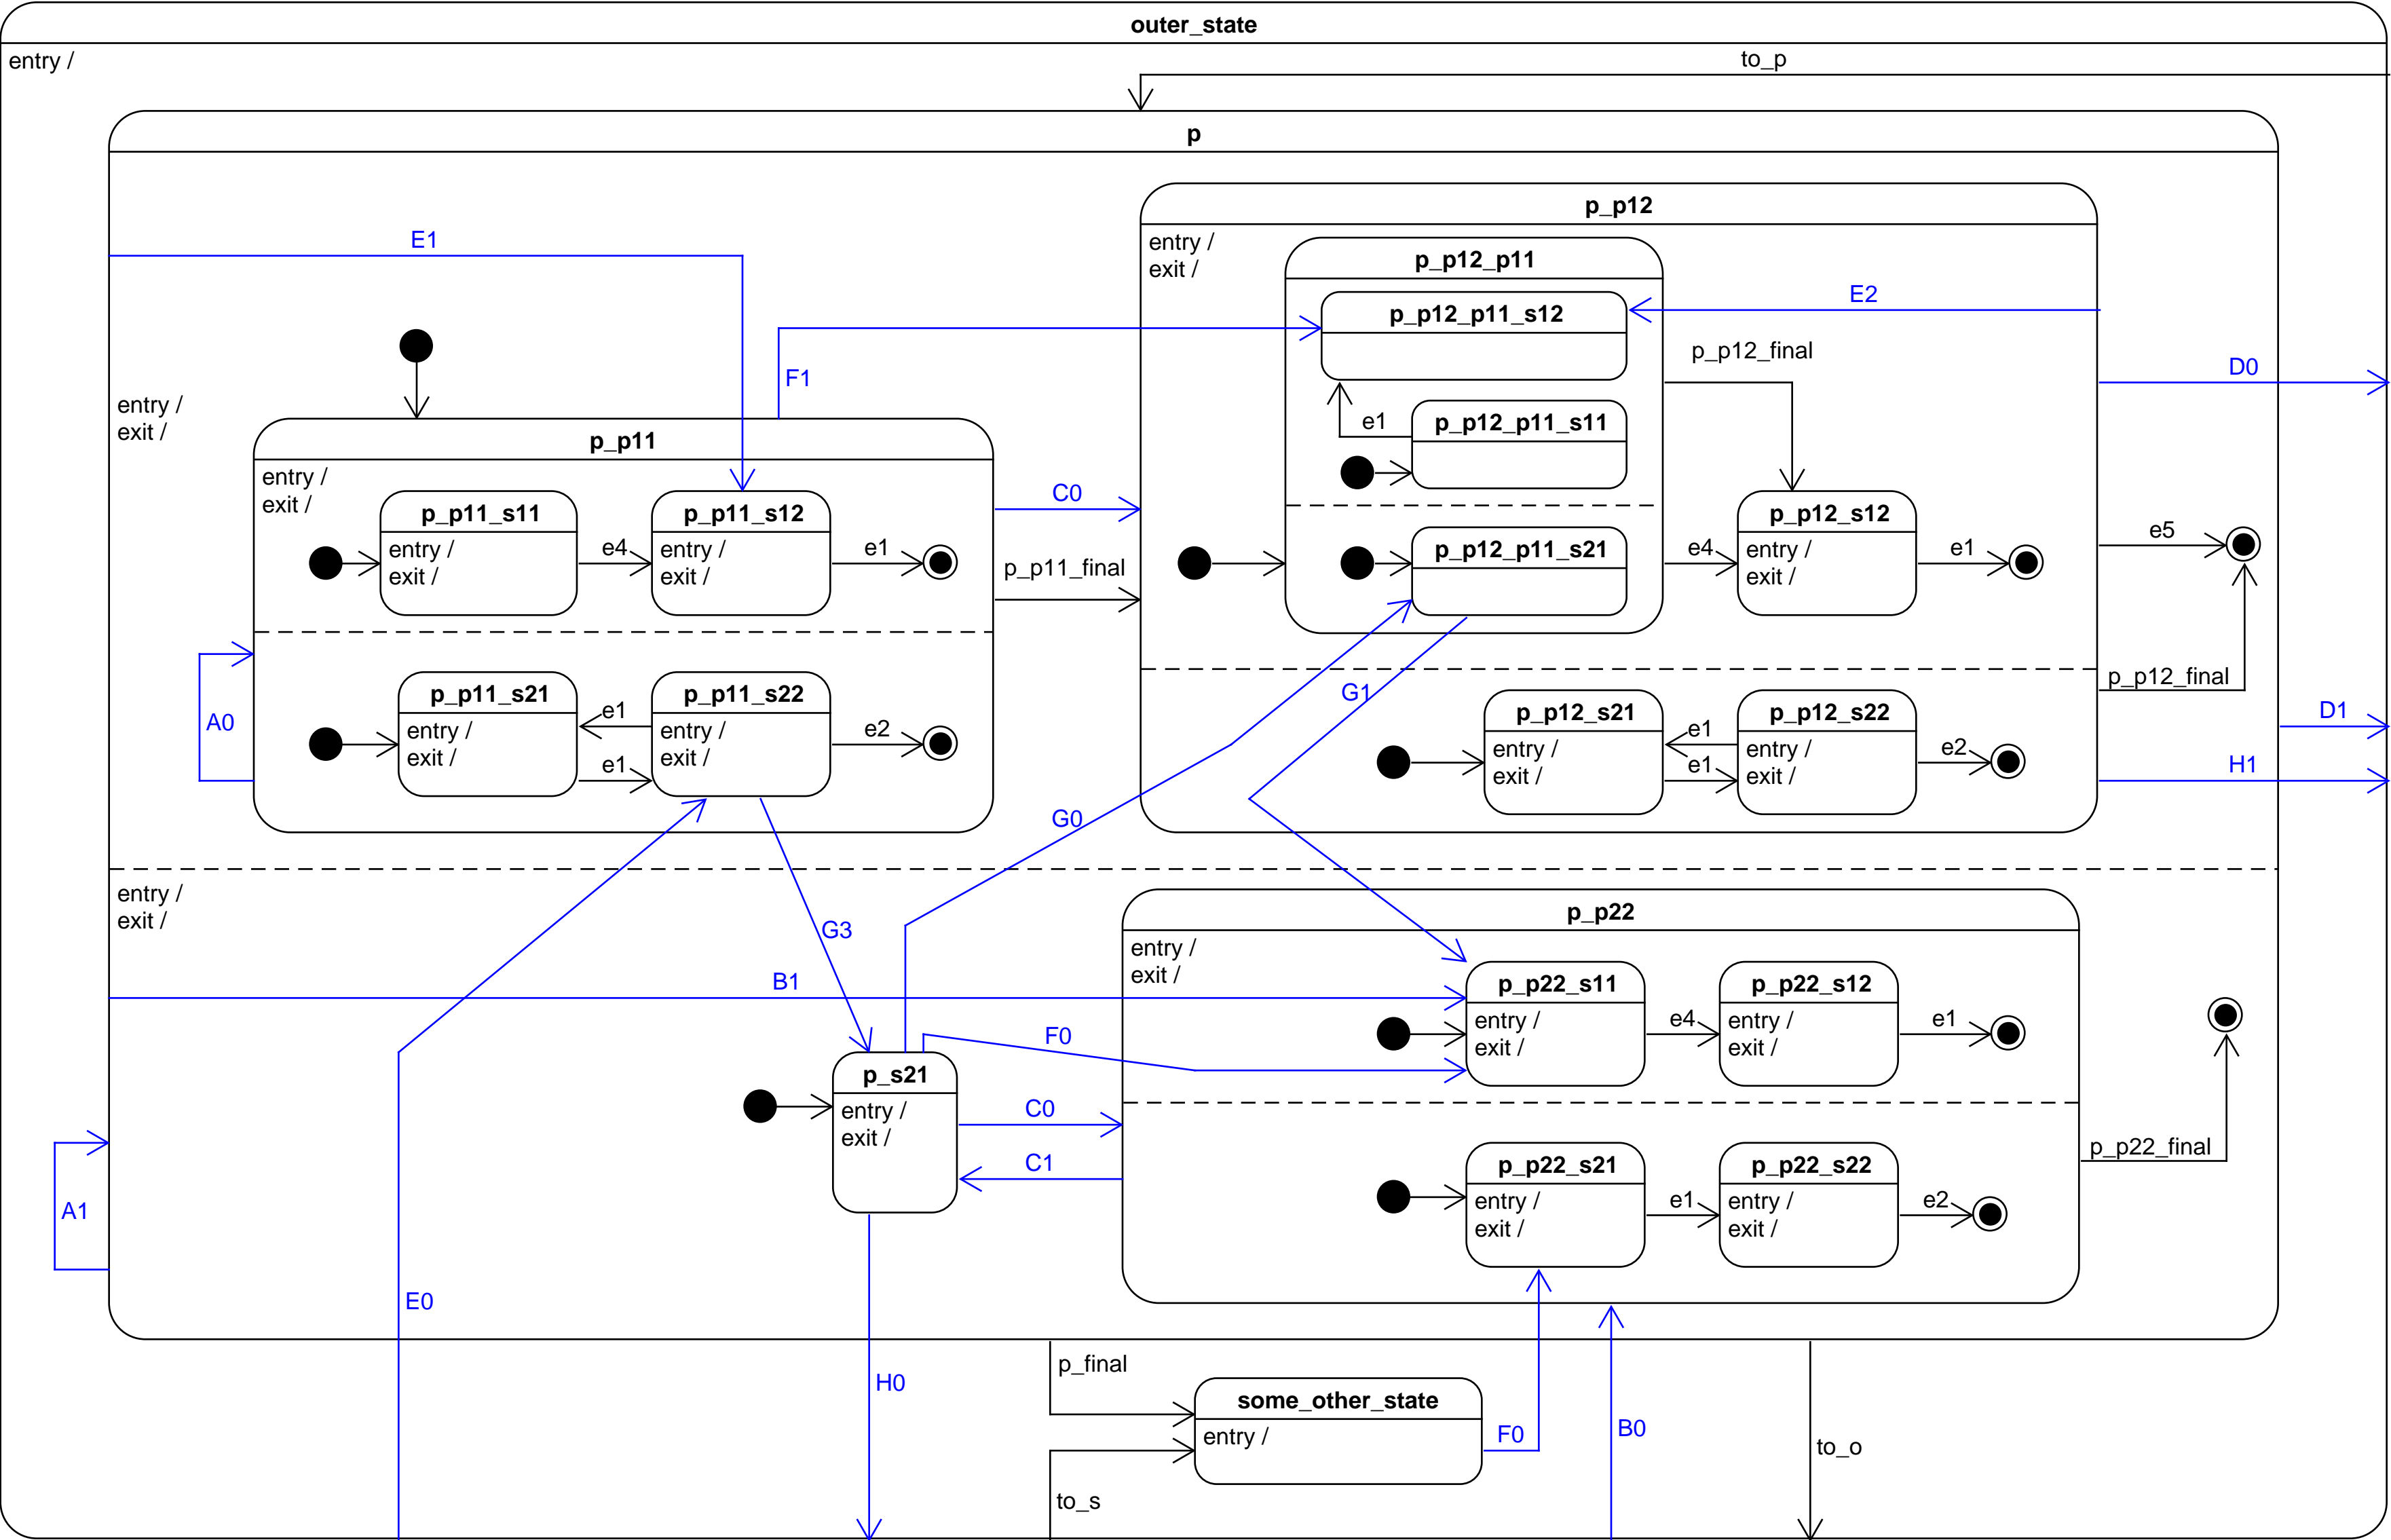 outer_state
entry /
to_p
p
p_p12
E1
entry /
exit /
p_p12_p11
E2
p_p12_p11_s12
p_p12_final
D0
F1
entry /
exit /
e1
p_p12_p11_s11
p_p11
entry /
exit /
C0
p_p11_s11
entry /
exit /
e4
p_p11_s12
entry /
exit /
e1
p_p12_s12
entry /
exit /
e1
e5
p_p12_p11_s21
e4
p_p11_final
p_p12_final
A0
p_p11_s21
entry /
exit /
e1
e1
p_p11_s22
entry /
exit /
e2
G1
p_p12_s21
entry /
exit /
e1
e1
p_p12_s22
entry /
exit /
e2
D1
H1
G0
entry /
exit /
G3
p_p22
entry /
exit /
B1
p_p22_s11
entry /
exit /
e4
p_p22_s12
entry /
exit /
e1
F0
p_s21
entry /
exit /
C0
C1
p_p22_s21
entry /
exit /
e1
p_p22_s22
entry /
exit /
e2
p_p22_final
A1
E0
p_final
H0
some_other_state
entry /
F0
B0
to_o
to_s